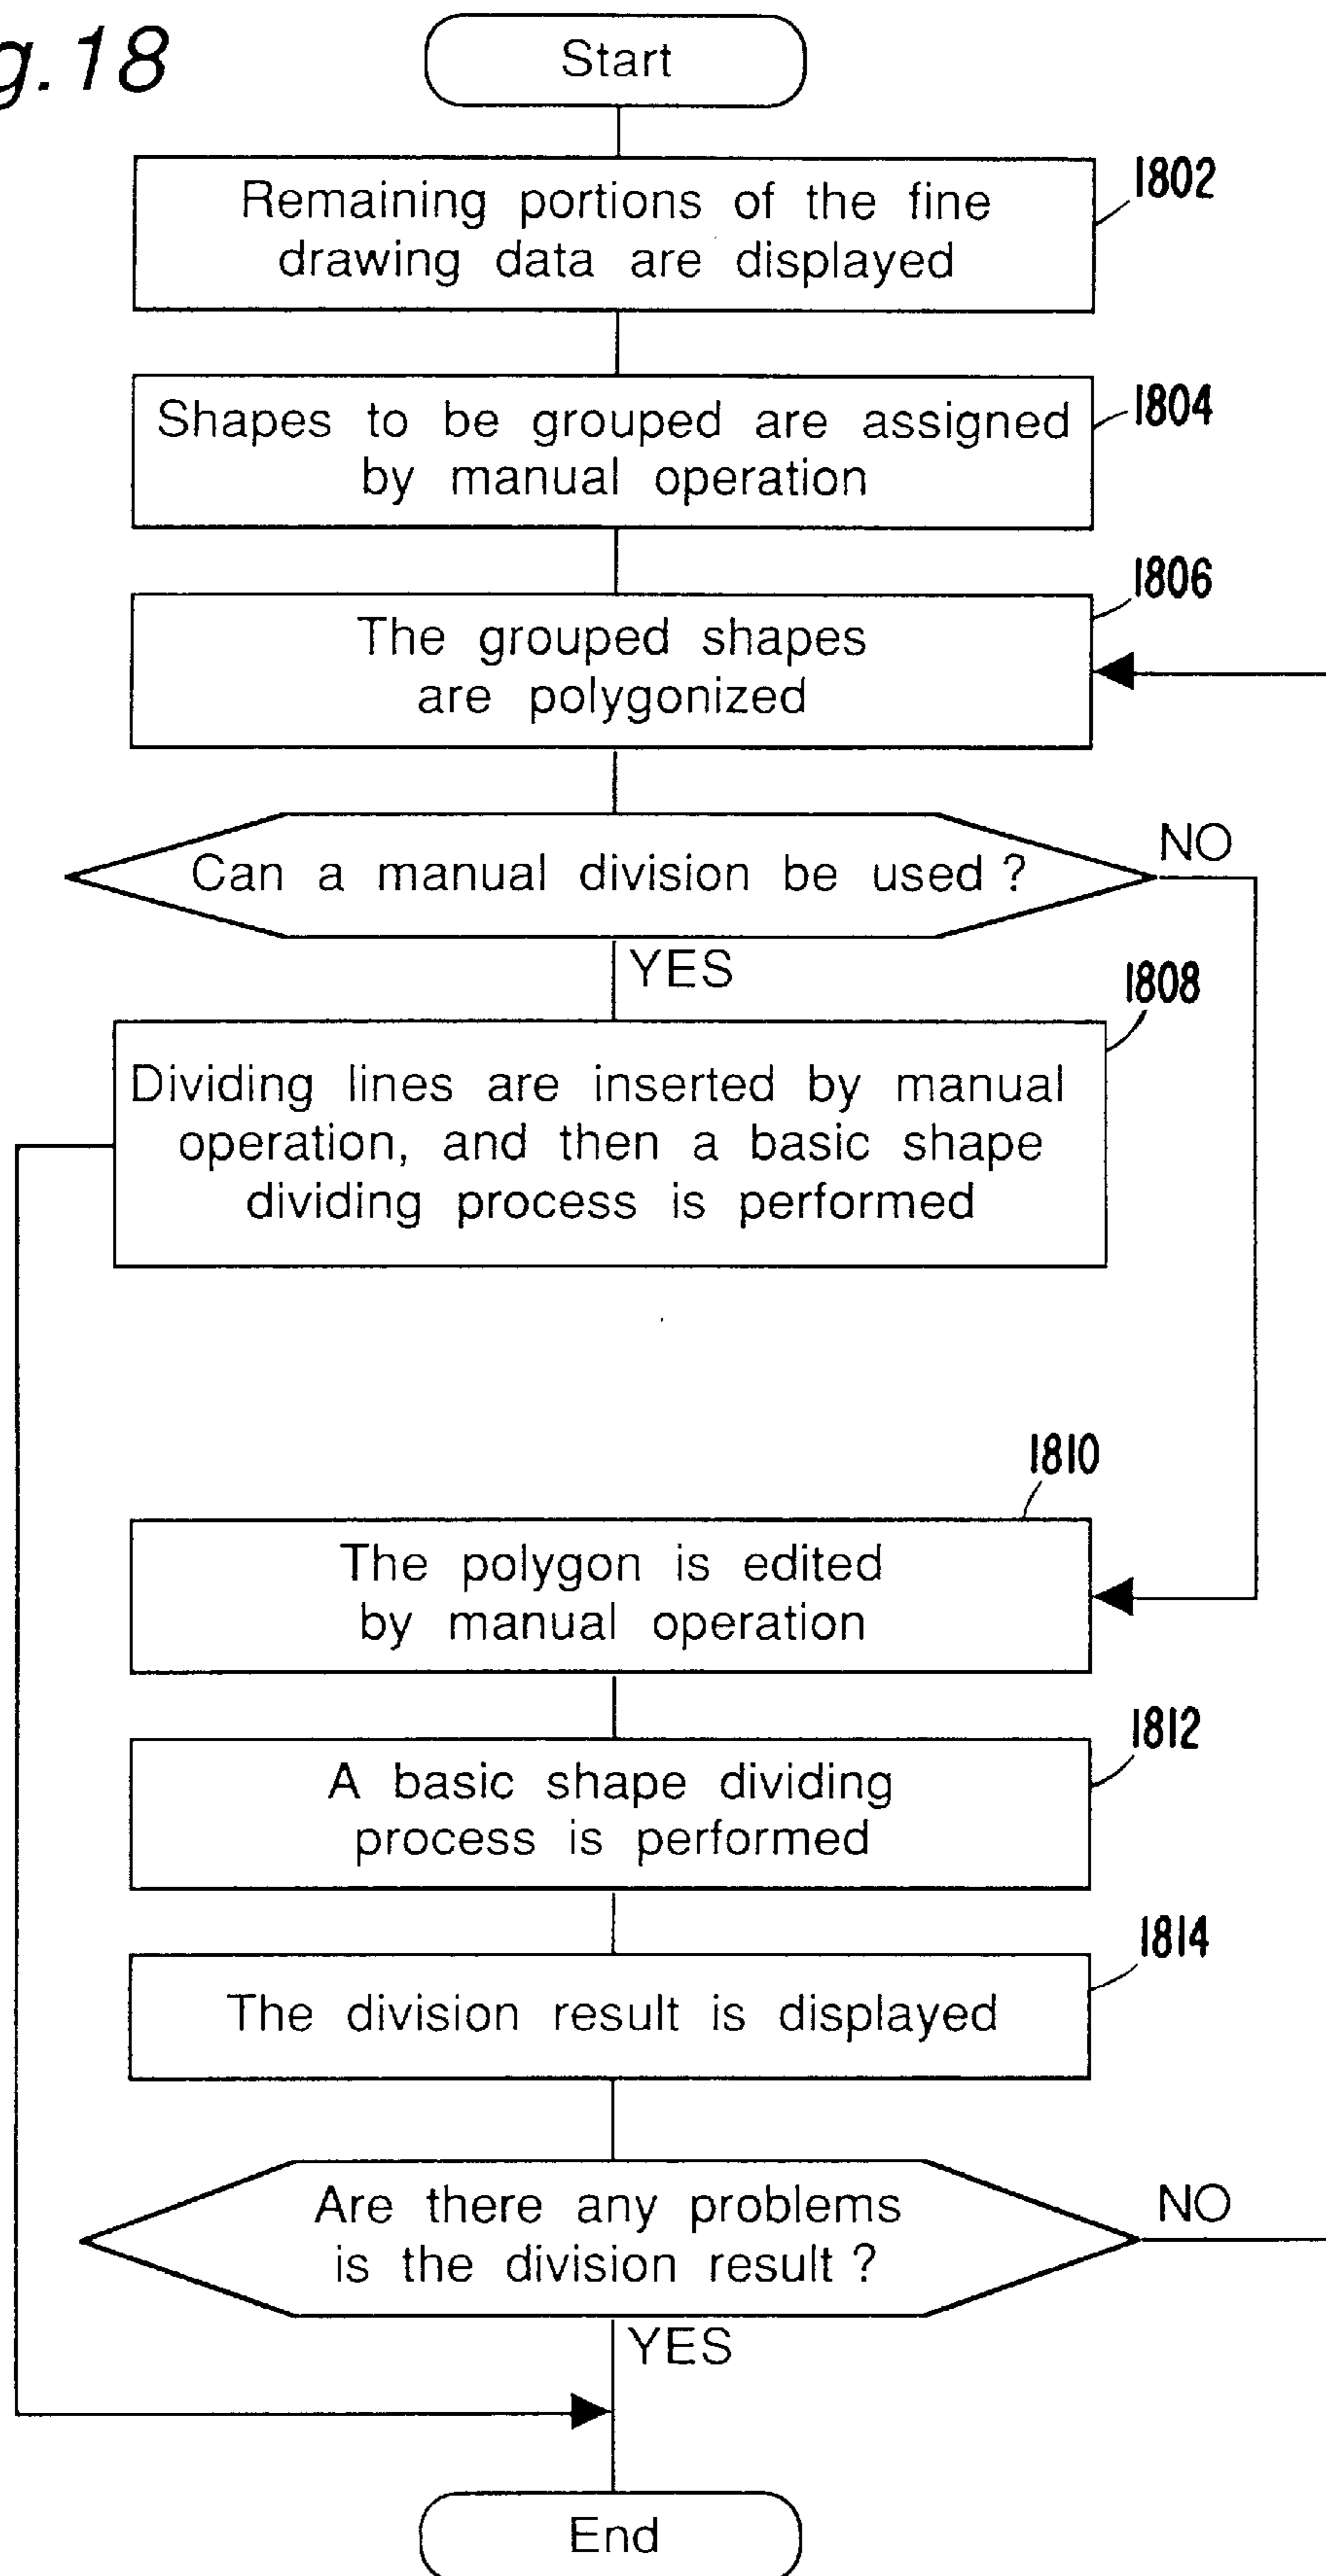 g.18
Start
1802
Remaining portions of the fine
drawing data are displayed
1804
Shapes to be grouped are assigned
by manual operation
1806
The grouped shapes
are polygonized
Can a manual division be used ?
NO
YES
1808
Dividing lines are inserted by manual
operation, and then a basic shape
dividing process is performed
1810
The polygon is edited
by manual operation
1812
A basic shape dividing
process is performed
1814
The division result is displayed
Are there any problems
is the division result ?
NO
YES
End